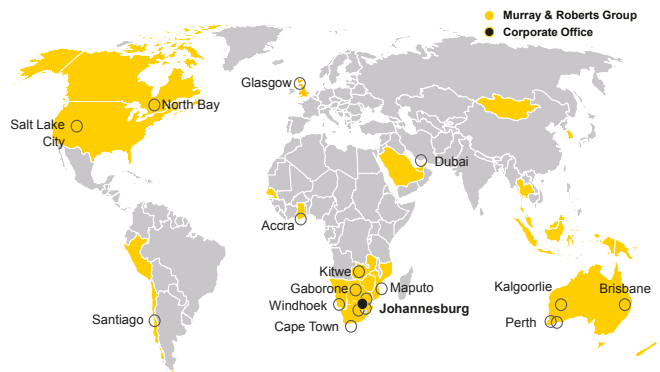 Murray & Roberts Group
Corporate Office
Glasgow
North Bay
Salt Lake
City
Dubai
Accra
Kitwe
Gaborone
Maputo
Kalgoorlie
Brisbane
Windhoek
Johannesburg
Santiago
Cape Town
Perth